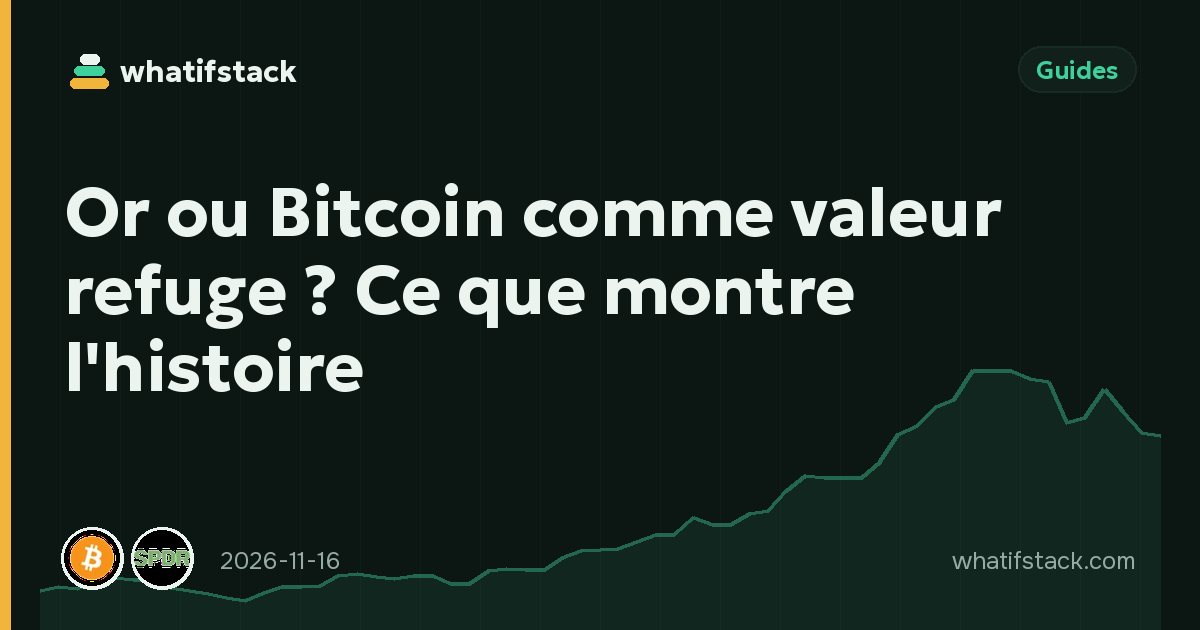 whatifstack
Guides
Or ou Bitcoin comme valeur
refuge ? Ce que montre
l'histoire
SPDR
2026-11-16
whatifstack.com